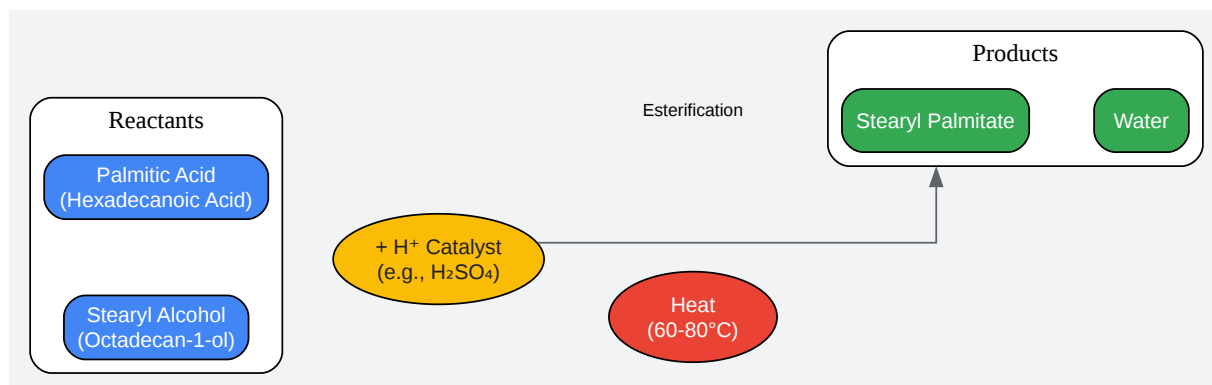 Reactants
Palmitic Acid
(Hexadecanoic Acid)
Stearyl Alcohol
(Octadecan-1-ol)
+ H⁺ Catalyst
(e.g., H₂SO₄)
Heat
(60-80°C)
Esterification
Products
Stearyl Palmitate
Water